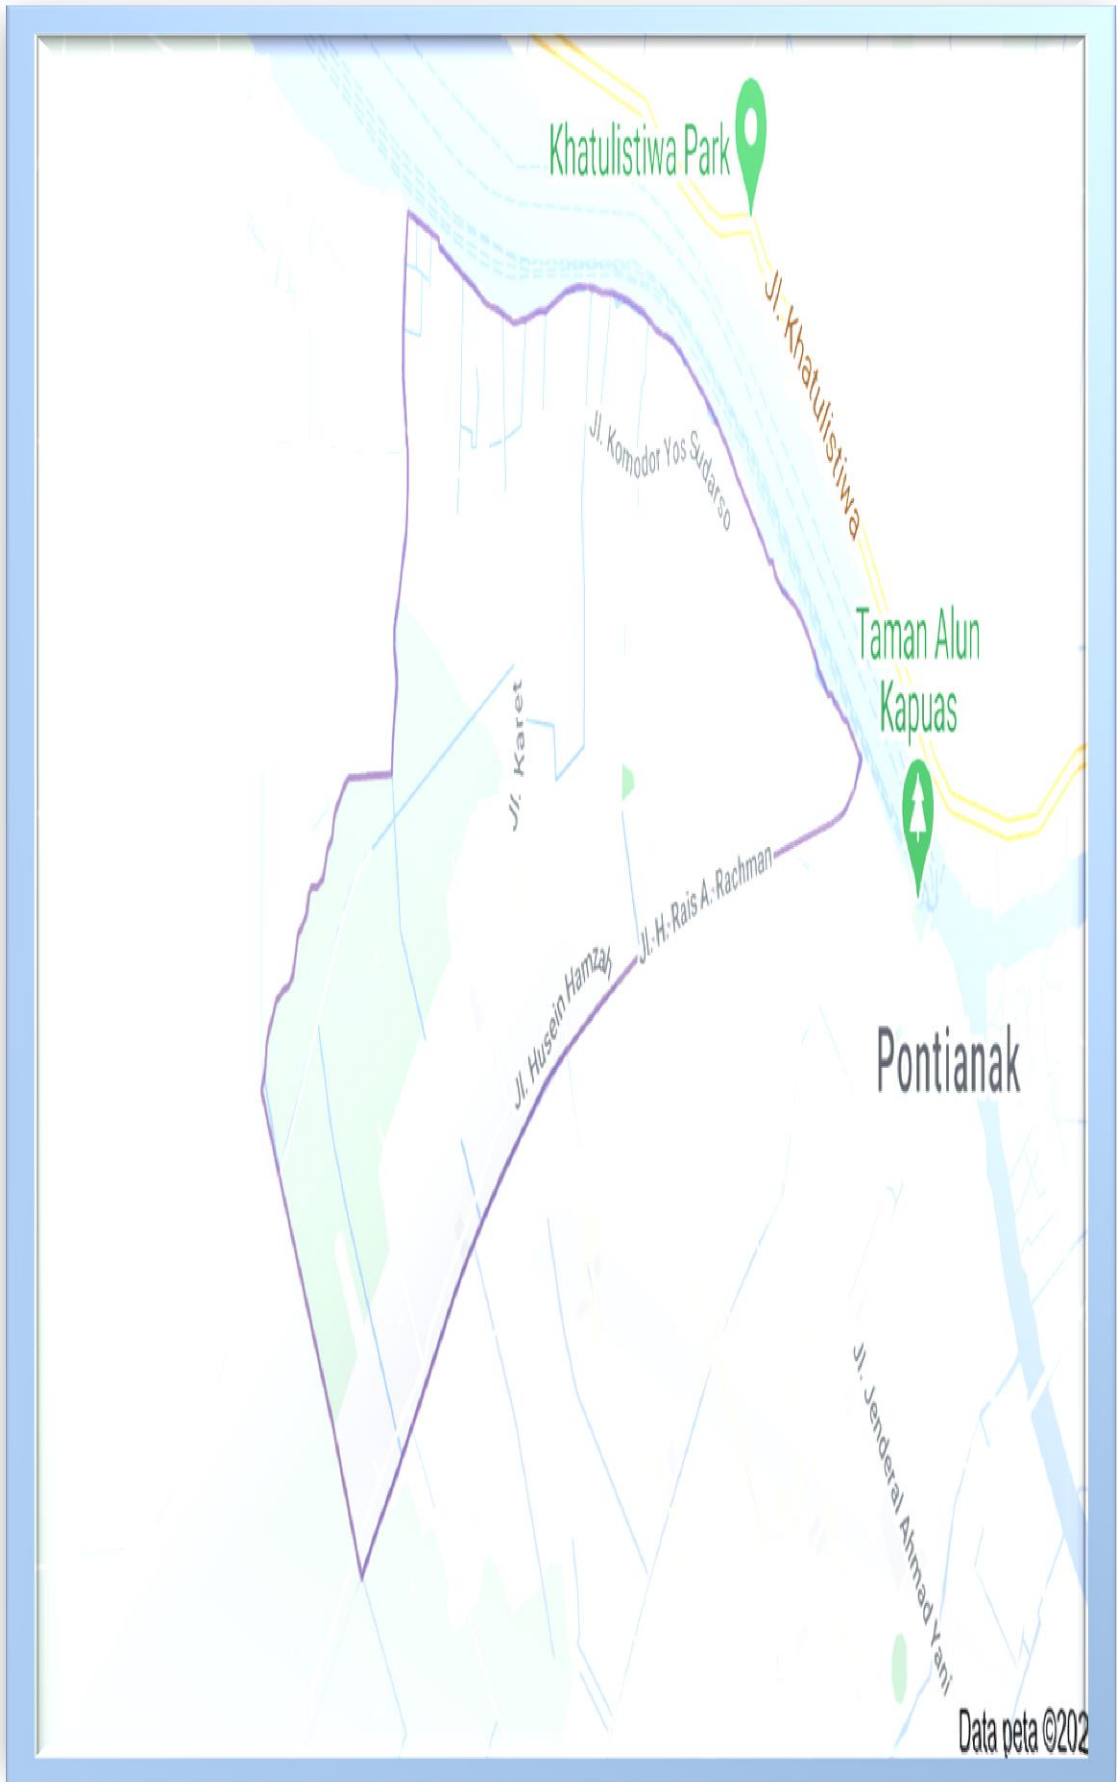 Khatulistiwa Park
Jl. Khatulistiwa
Jl. Komodor Yos Sudarso
Taman Alun
Kapuas
Jl. Karet
Jl. H. Rais A. Rachman
Jl. Husein Hamzah
Pontianak
Jl. Jenderal Ahmad Yani
Data peta ©202